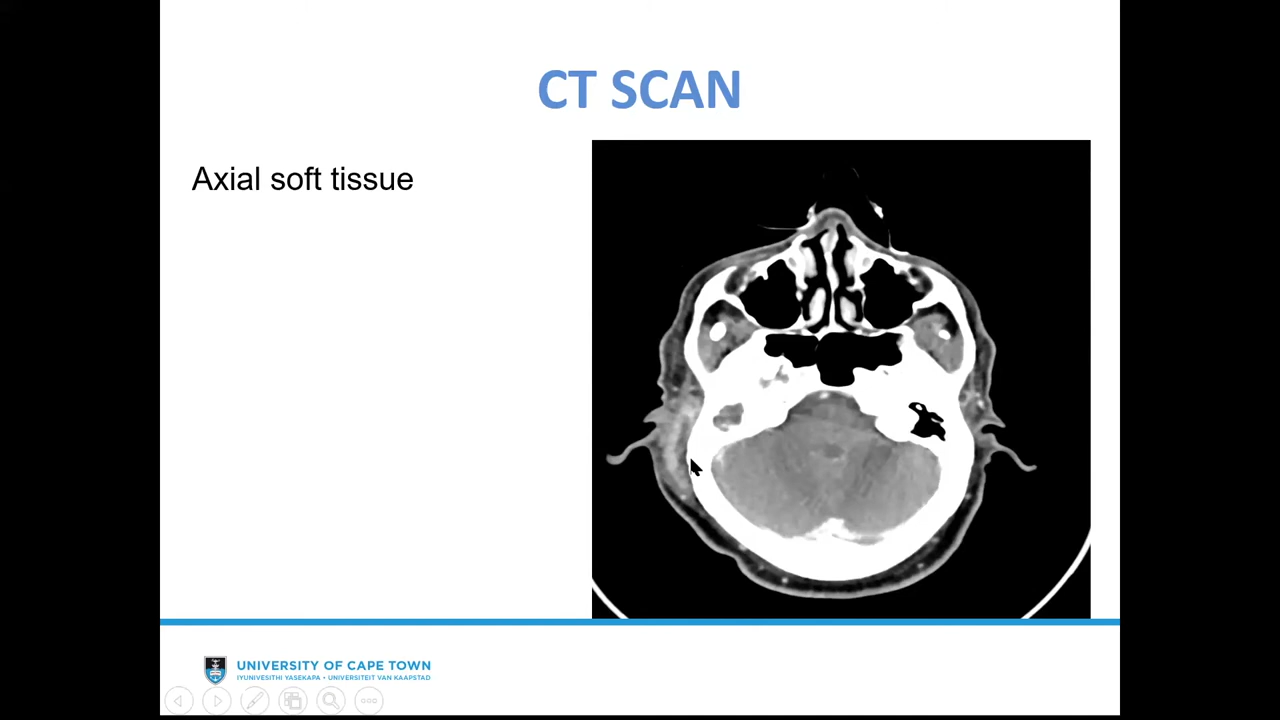 CT SCAN
Axial soft tissue
UNIVERSITY OF CAPE TOWN
IYUNIVESITHI YASEKAPA • UNIVERSITEIT VAN KAAPSTAD